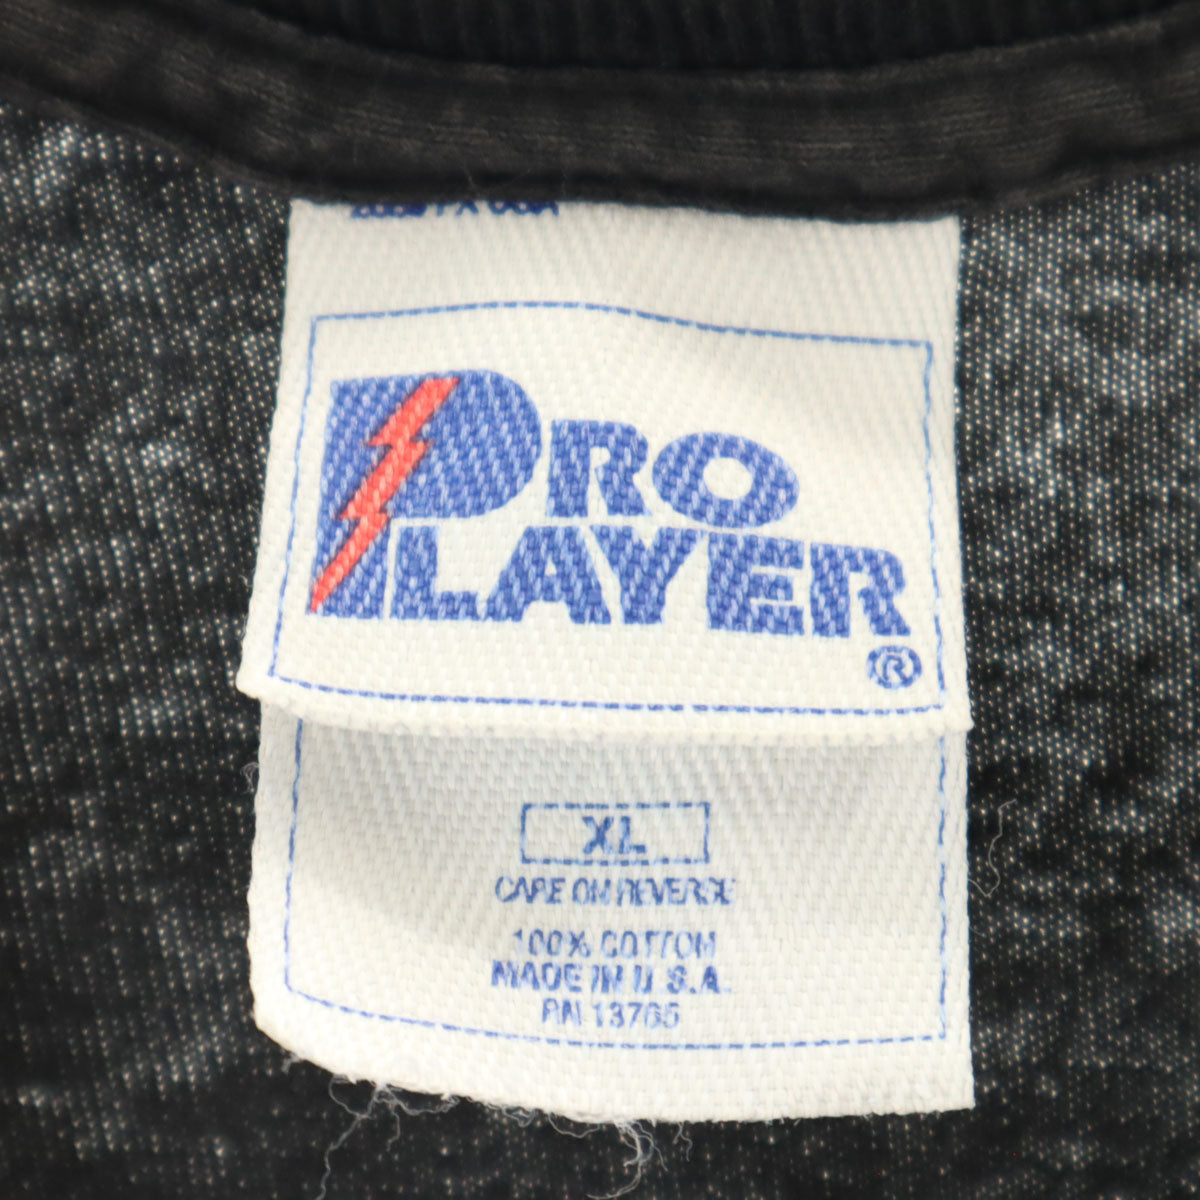 PRO
PLAYER
®
XL
CARE ON REVERSE
100% COTTON
MADE IN U.S.A.
RN 13765